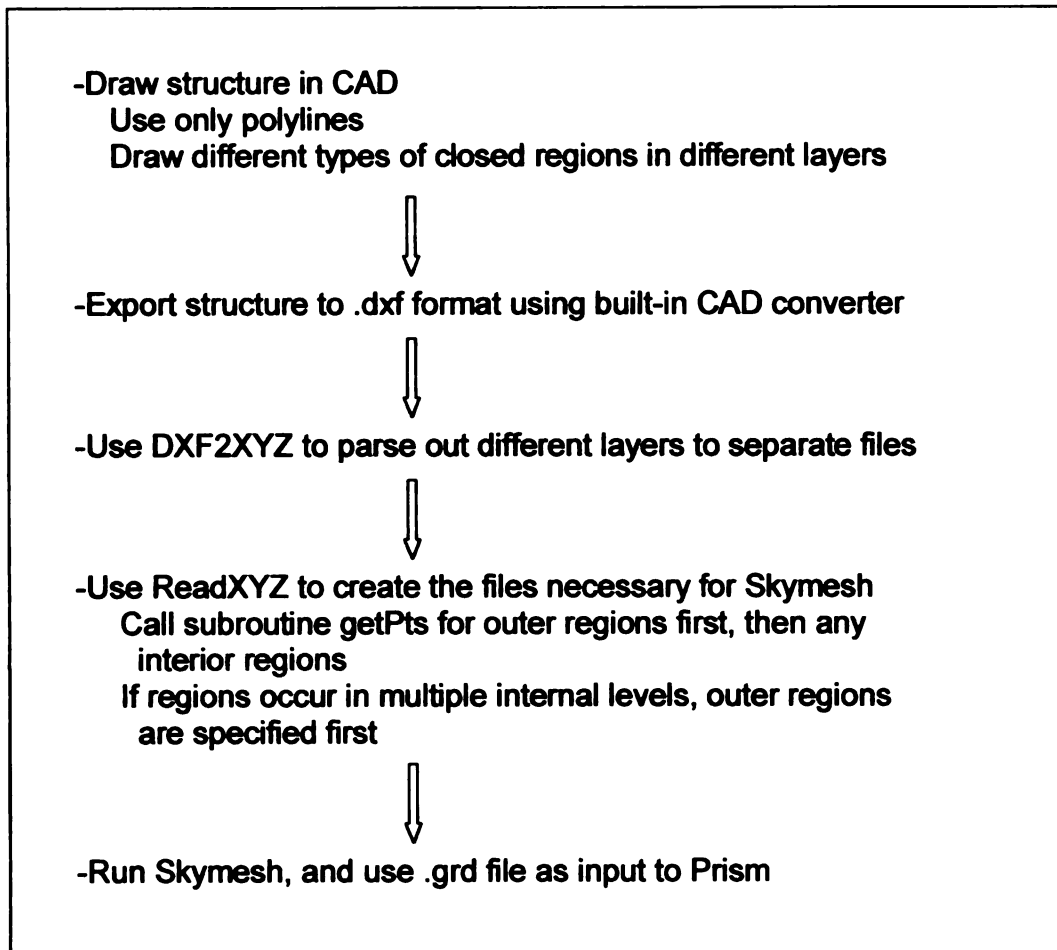 -Draw structure in CAD
Use only polylines
Draw different types of closed regions in different layers
-Export structure to .dxf format using built-in CAD converter
-Use DXF2XYZ to parse out different layers to separate files
-Use ReadXYZ to create the files necessary for Skymesh
Call subroutine getPts for outer regions first, then any
interior regions
If regions occur in multiple internal levels, outer regions
are specified first
-Run Skymesh, and use .grd file as input to Prism